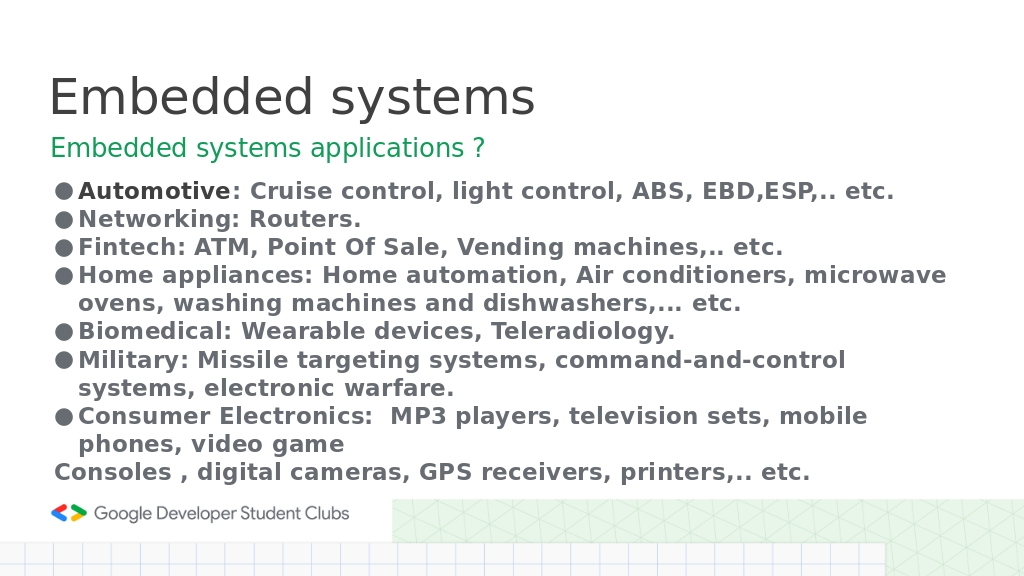 Embedded systems
Embedded systems applications ?
●Automotive: Cruise control, light control, ABS, EBD,ESP,.. etc.
●Networking: Routers.
●Fintech: ATM, Point Of Sale, Vending machines,.. etc.
●Home appliances: Home automation, Air conditioners, microwave
ovens, washing machines and dishwashers,... etc.
●Biomedical: Wearable devices, Teleradiology.
●Military: Missile targeting systems, command-and-control
systems, electronic warfare.
●Consumer Electronics:  MP3 players, television sets, mobile
phones, video game
Consoles , digital cameras, GPS receivers, printers,.. etc.
Google Developer Student Clubs